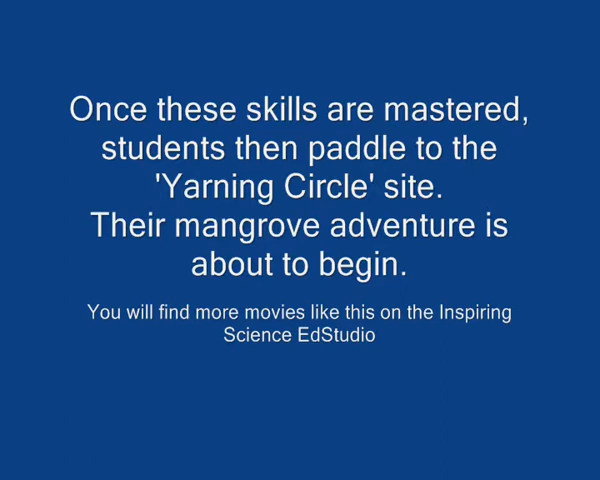 Once these skills are mastered,
students then paddle to the
'Yarning Circle' site.
Their mangrove adventure is
about to begin.
You will find more movies like this on the Inspiring
Science EdStudio